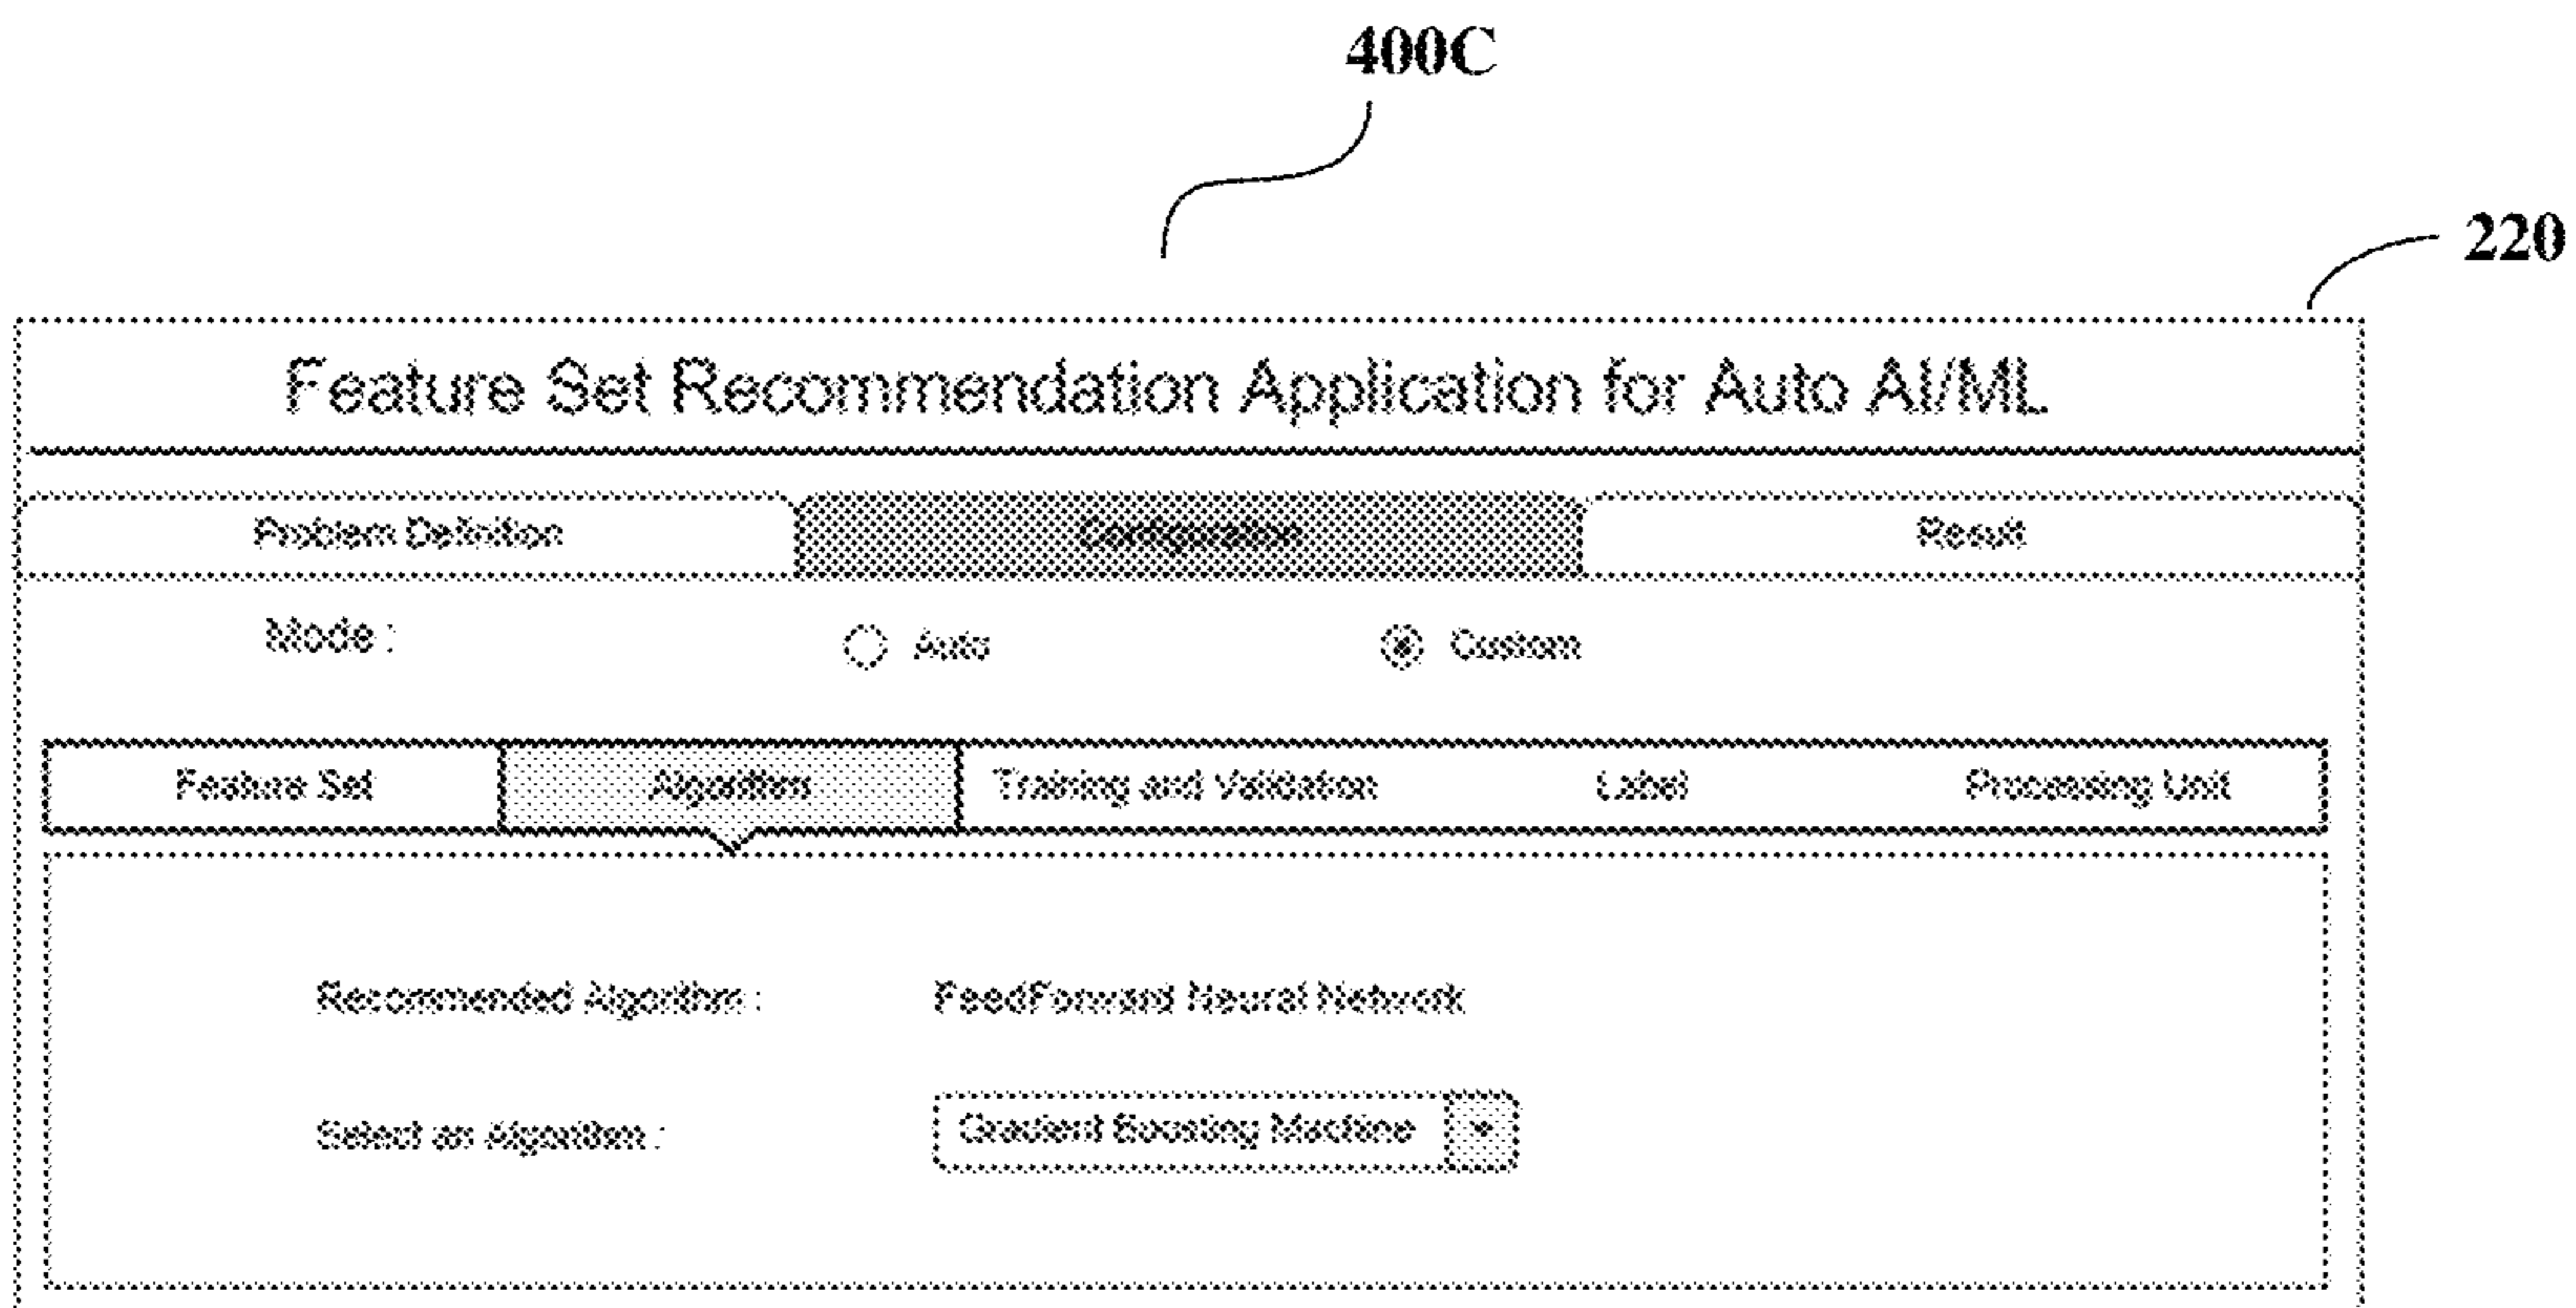 400C
220
Feature Set Recommendation Application for Auto AI/ML
Problem Definition Configuration Result
Mode : Auto Custom
Feature Set Algorithm Training and Validation Label Processing Unit
Recommended Algorithm : FeedForward Neural Network
Select an Algorithm : Gradient Boosting Machine